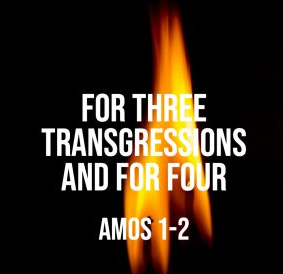 FOR THREE
TRANSGRESSIONS
AND FOR FOUR
AMOS 1-2